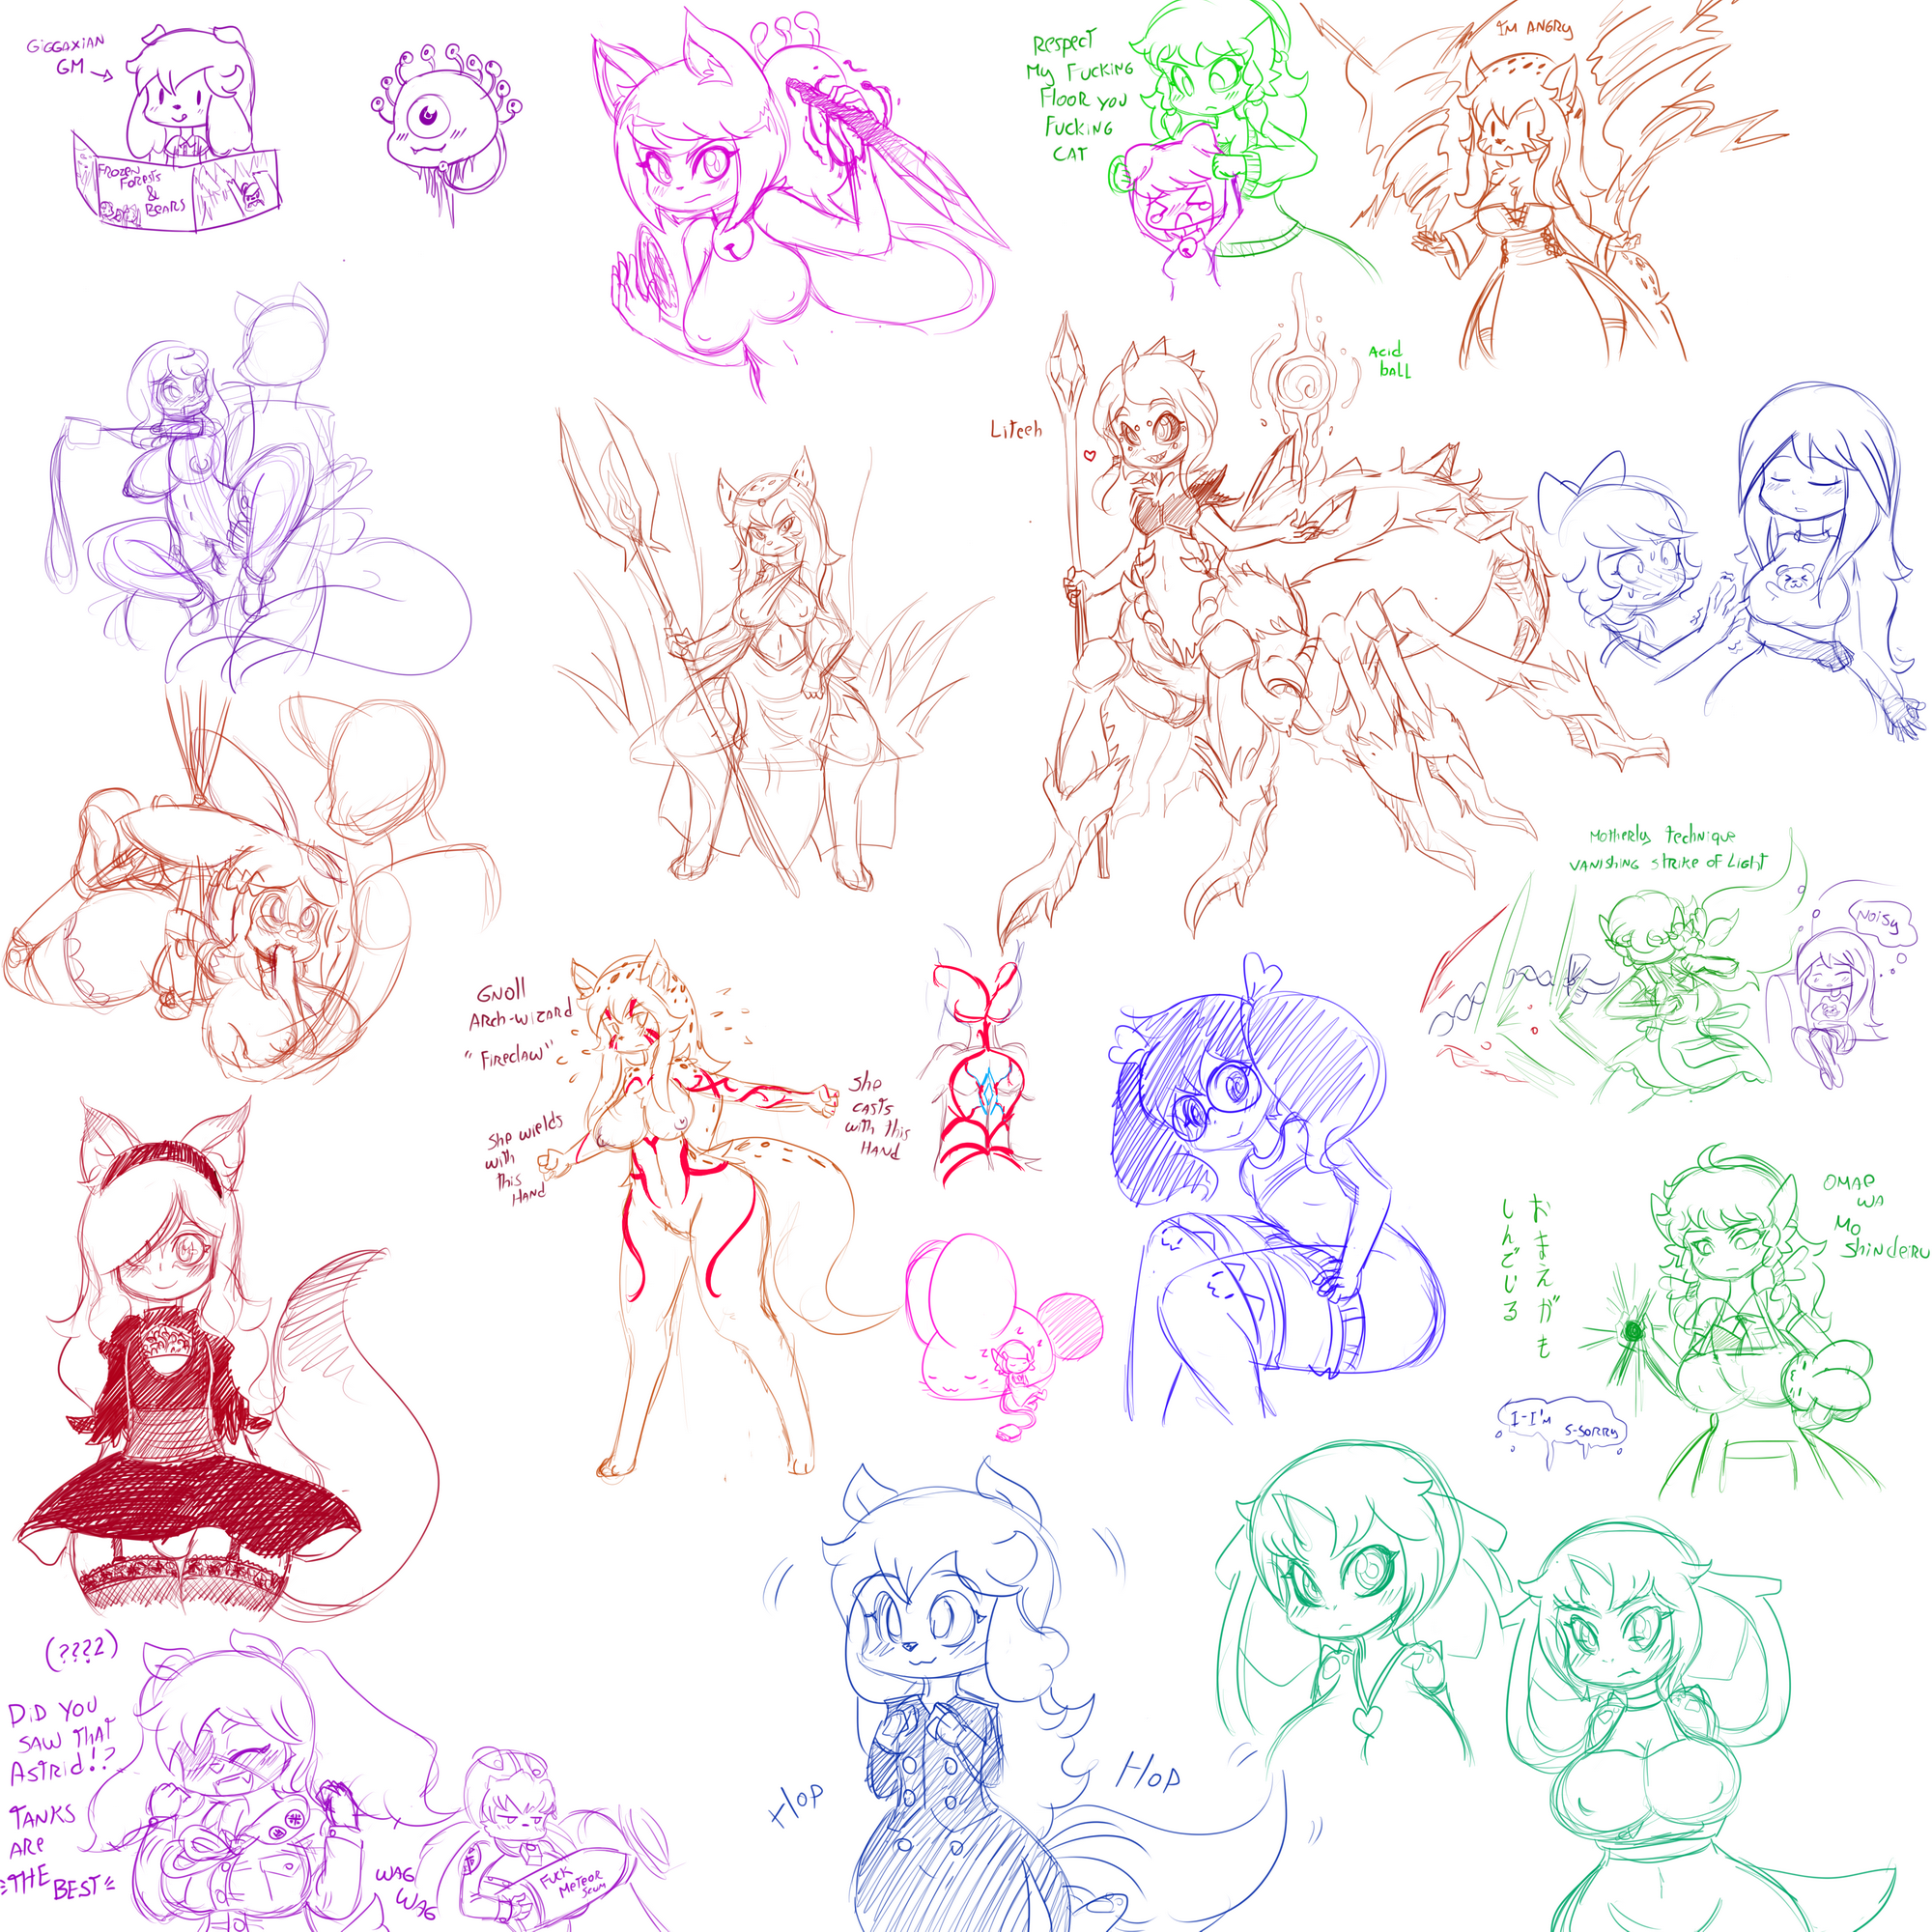 GiGGAXiAN
GM
FROZEN
FORESTS
&
BEARS
Respect
My Fucking
Floor you
Fucking
cat
I'M ANGRY
Acid
ball
Liteeh
Motherly technique
Vanishing strike of Light
Noisy
Gnoll
Arch-wizard
"Fireclaw"
She wields
with
this
HAND
She
casts
with this
HAND
OMAE
WA
MO
Shinderu
おまえがも
しんでじる
I-I'm
s-sorry
z z
(????)
DiD YOU
SAW THAT
AStRiD!?
TANKS
ARE
THE BEST
WAG
WAG
FUCK
Meteor
Scum
Hop
Hop